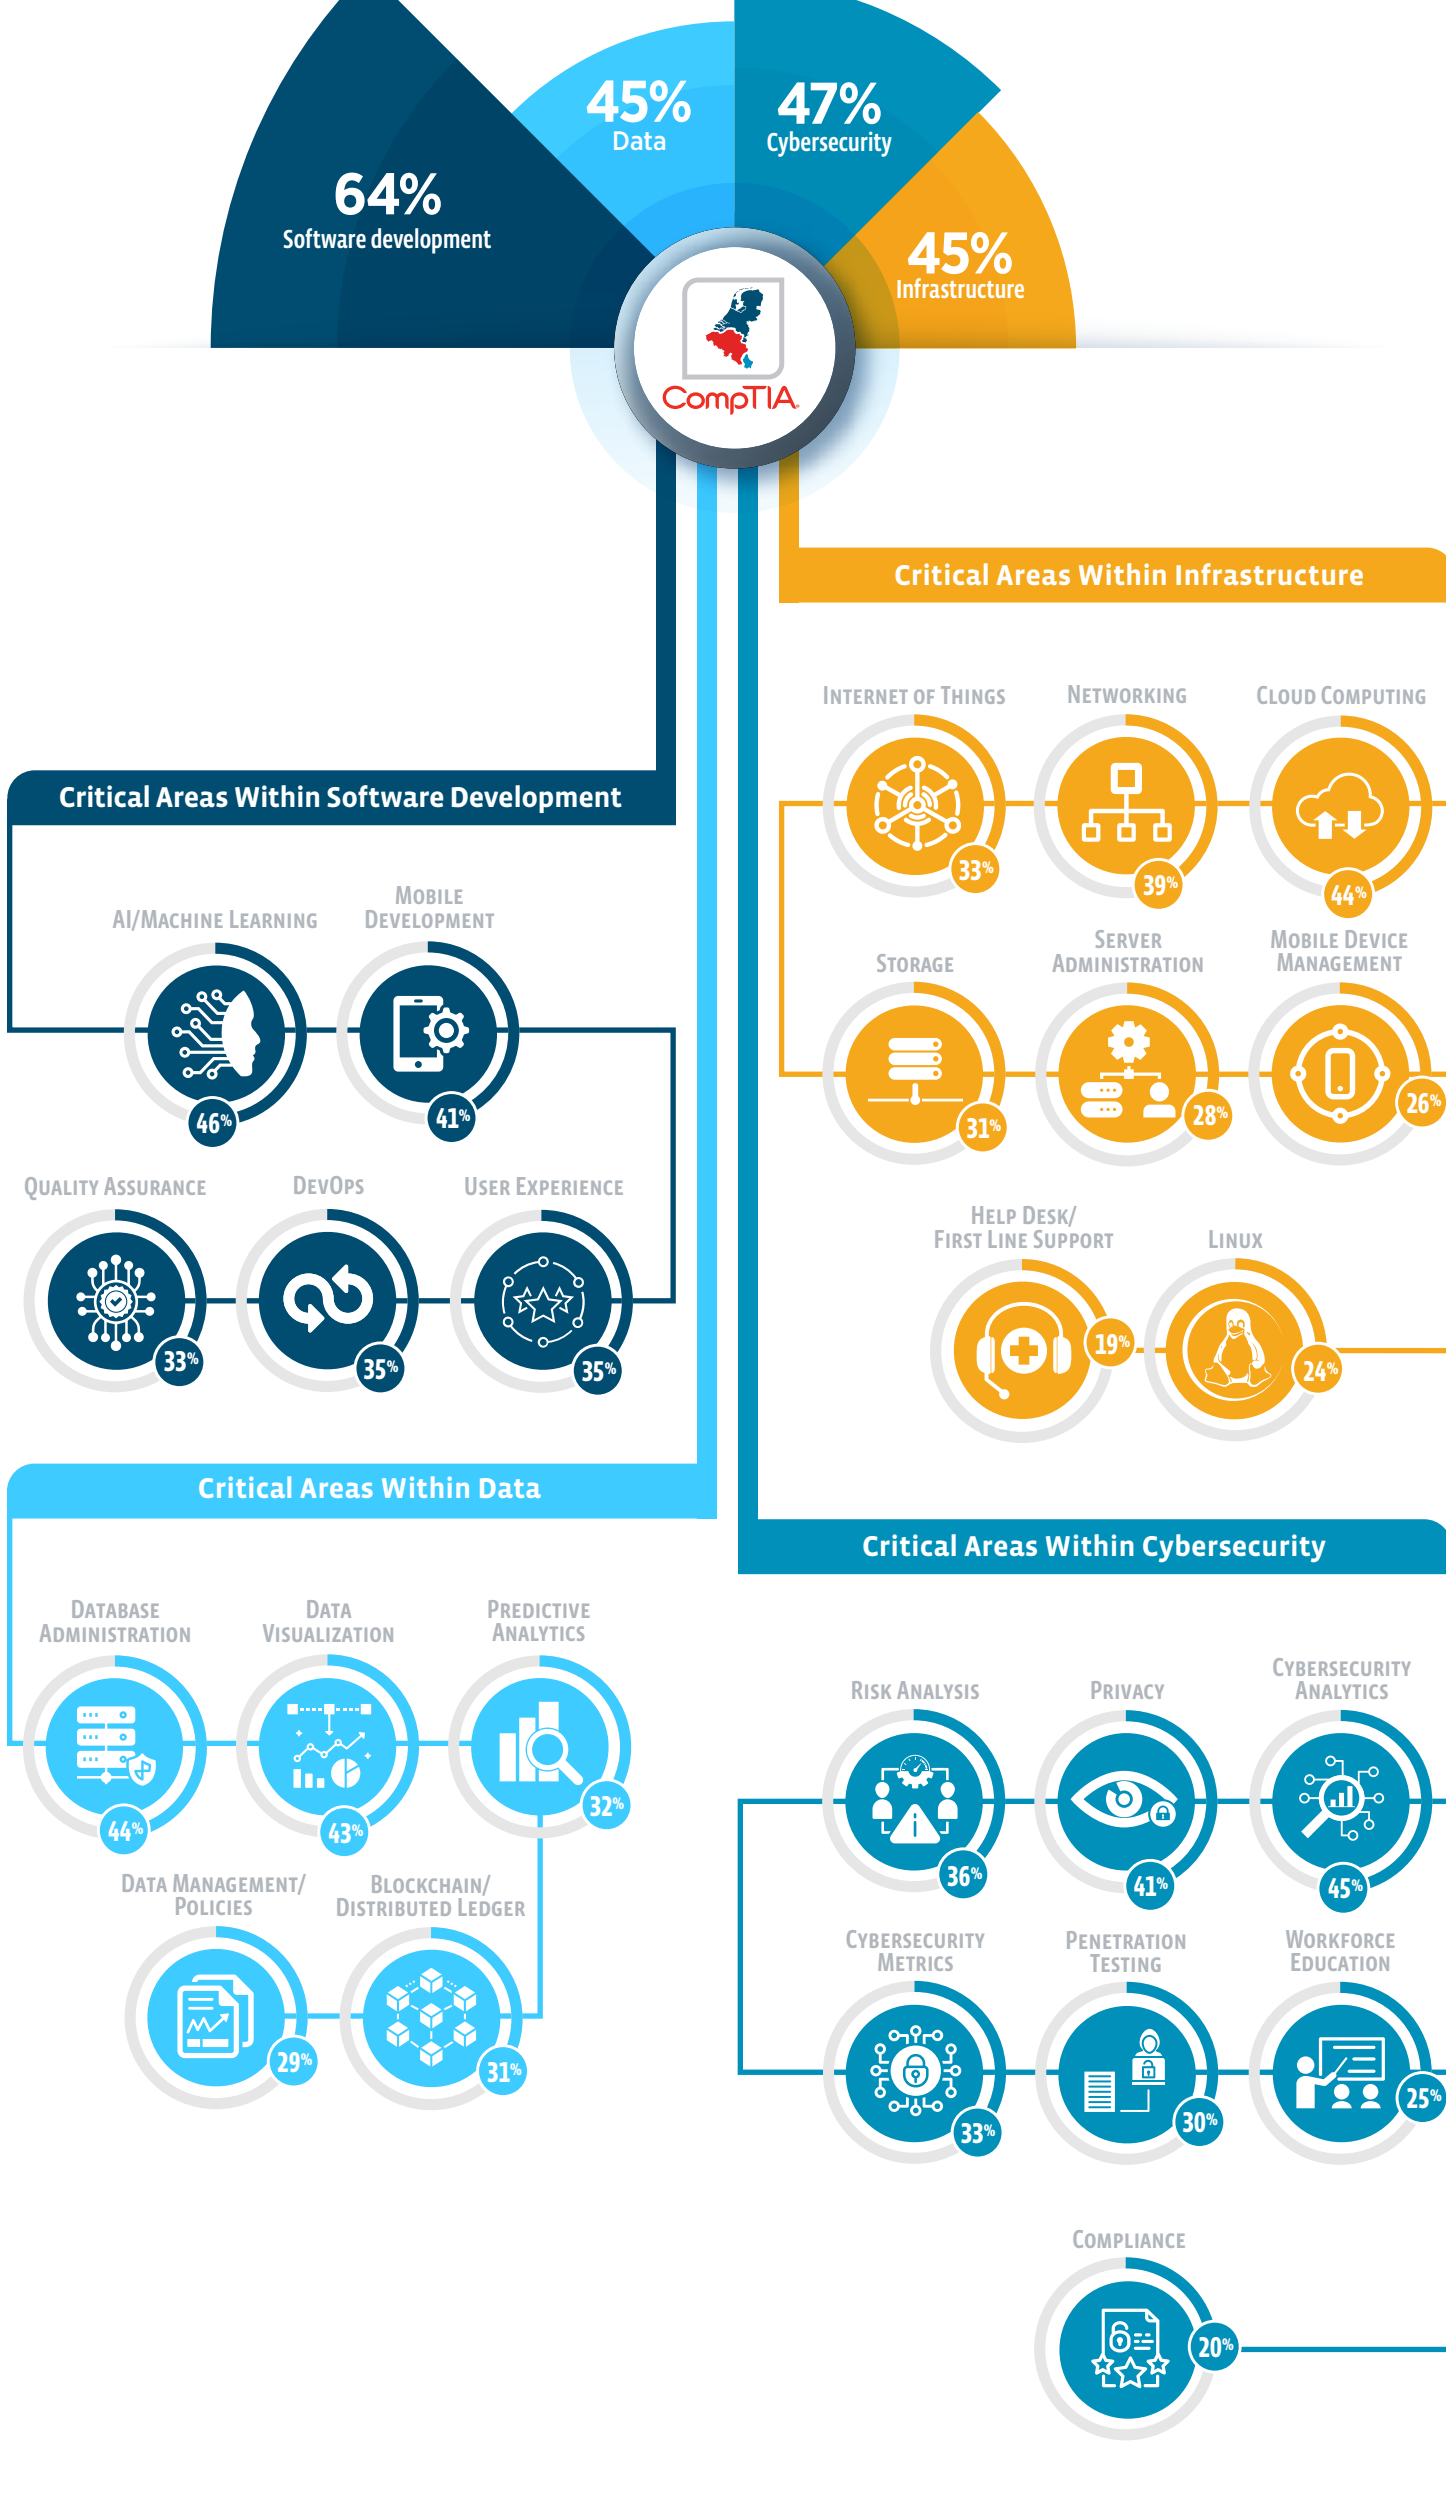 64%
Software development
45%
Data
47%
Cybersecurity
45%
Infrastructure
CompTIA®
Critical Areas Within Infrastructure
INTERNET OF THINGS
33%
NETWORKING
39%
CLOUD COMPUTING
44%
STORAGE
31%
SERVER
ADMINISTRATION
28%
MOBILE DEVICE
MANAGEMENT
26%
HELP DESK/
FIRST LINE SUPPORT
19%
LINUX
24%
Critical Areas Within Software Development
AI/MACHINE LEARNING
46%
MOBILE
DEVELOPMENT
41%
QUALITY ASSURANCE
33%
DEVOPS
35%
USER EXPERIENCE
35%
Critical Areas Within Data
DATABASE
ADMINISTRATION
44%
DATA
VISUALIZATION
43%
PREDICTIVE
ANALYTICS
32%
DATA MANAGEMENT/
POLICIES
29%
BLOCKCHAIN/
DISTRIBUTED LEDGER
31%
Critical Areas Within Cybersecurity
RISK ANALYSIS
36%
PRIVACY
41%
CYBERSECURITY
ANALYTICS
45%
CYBERSECURITY
METRICS
33%
PENETRATION
TESTING
30%
WORKFORCE
EDUCATION
25%
COMPLIANCE
20%